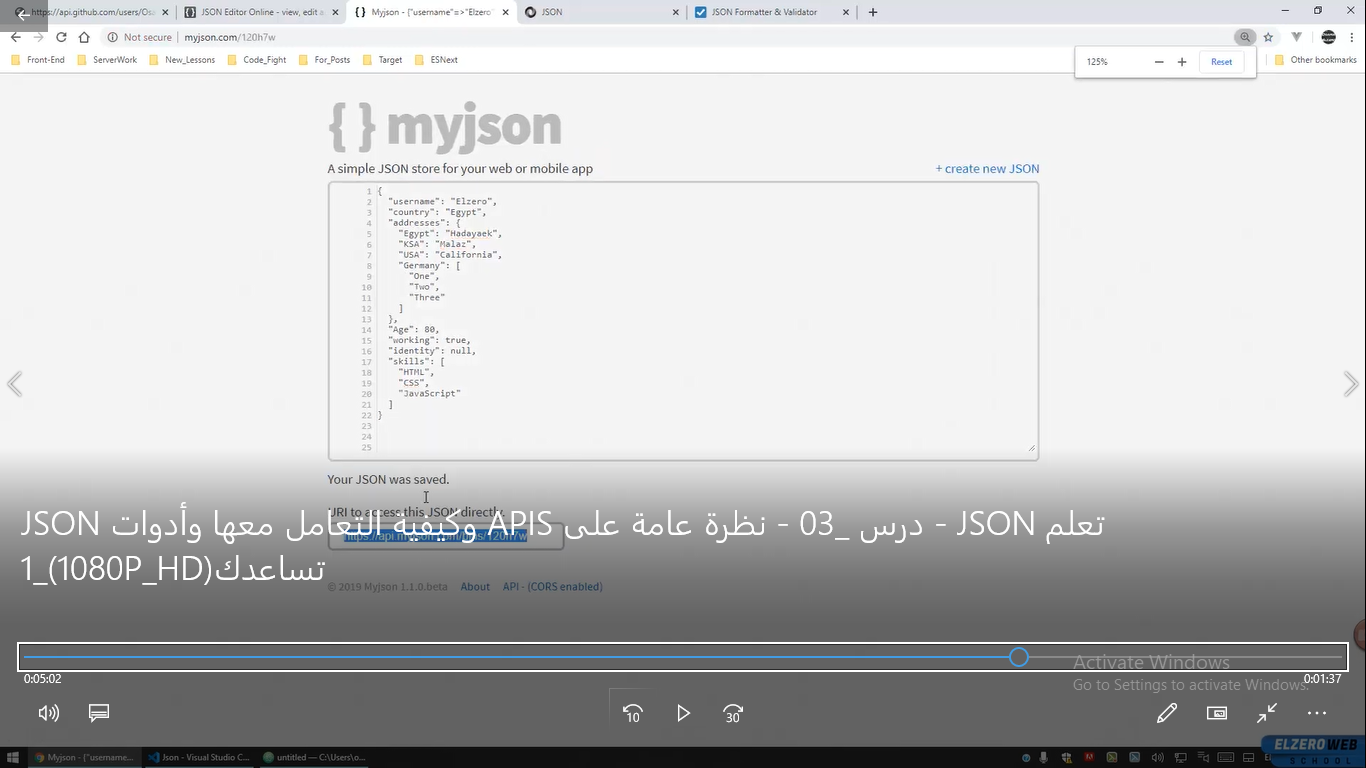 https://api.github.com/users/Osa
JSON Editor Online - view, edit a
Myjson - {"username"=>"Elzero"
JSON
JSON Formatter & Validator
Not secure | myjson.com/120h7w
Front-End ServerWork New_Lessons Code_Fight For_Posts Target ESNext Other bookmarks
125% Reset
{ } myjson
A simple JSON store for your web or mobile app
+ create new JSON
1 {
2 "username": "Elzero",
3 "country": "Egypt",
4 "addresses": {
5 "Egypt": "Hadayaek",
6 "KSA": "Malaz",
7 "USA": "California",
8 "Germany": [
9 "One",
10 "Two",
11 "Three"
12 ]
13 },
14 "Age": 80,
15 "working": true,
16 "identity": null,
17 "skills": [
18 "HTML",
19 "CSS",
20 "JavaScript"
21 ]
22 }
23
24
25
Your JSON was saved.
URI to access this JSON directly.
https://api.myjson.com/bins/120h7w
تعلم JSON - درس _03 - نظرة عامة على APIS وكيفية التعامل معها وأدوات JSON
تساعدك(1080P_HD)_1
© 2019 Myjson 1.1.0.beta About API - (CORS enabled)
Activate Windows
Go to Settings to activate Windows.
0:05:02
0:01:37
10
30
Myjson - {"username...
Json - Visual Studio C...
untitled — C:\Users\o...
ELZERO WEB
SCHOOL